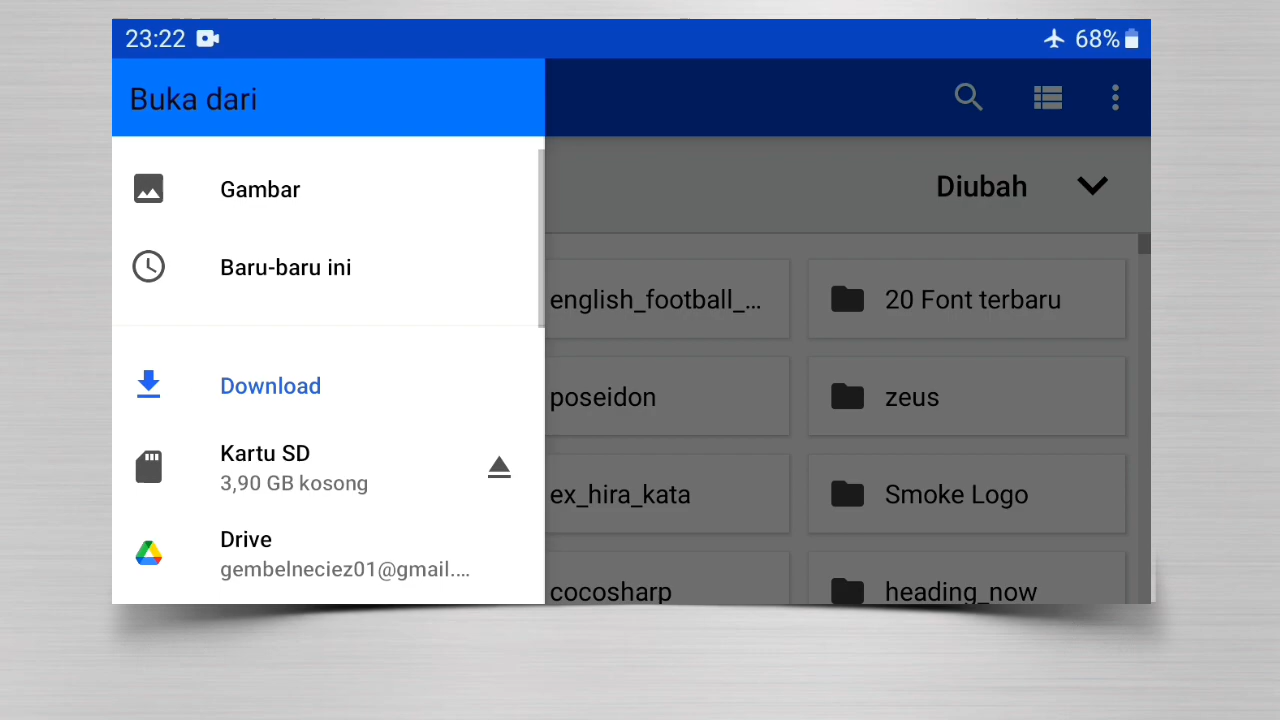 23:22
68%
Buka dari
Gambar
Baru-baru ini
Download
Kartu SD
3,90 GB kosong
Drive
gembelneciez01@gmail....
Diubah
english_football_...
20 Font terbaru
poseidon
zeus
ex_hira_kata
Smoke Logo
cocosharp
heading_now